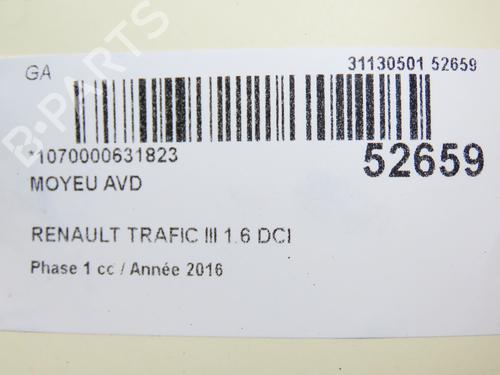 GA
31130501 52659
*1070000631823
52659
MOYEU AVD
RENAULT TRAFIC III 1.6 DCI
Phase 1 cc / Année 2016
B-PARTS